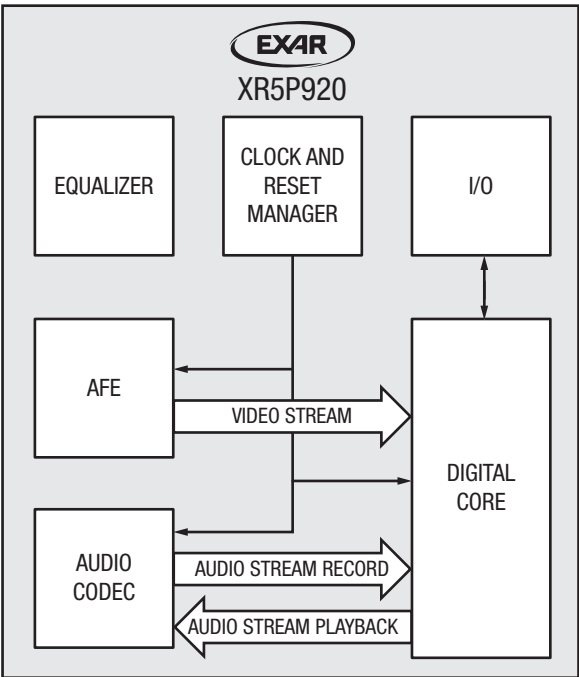 EXAR
XR5P920
EQUALIZER
CLOCK AND
RESET
MANAGER
I/O
AFE
VIDEO STREAM
DIGITAL
CORE
AUDIO
CODEC
AUDIO STREAM RECORD
AUDIO STREAM PLAYBACK